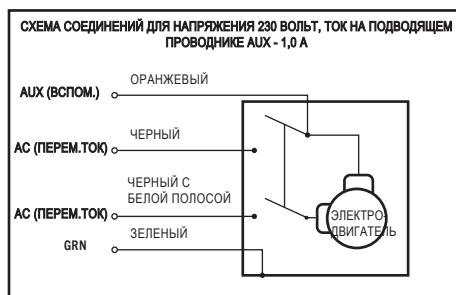 СХЕМА СОЕДИНЕНИЙ ДЛЯ НАПРЯЖЕНИЯ 230 ВОЛЬТ, ТОК НА ПОДВОДЯЩЕМ
ПРОВОДНИКЕ AUX - 1,0 А
ОРАНЖЕВЫЙ
AUX (ВСПОМ.)
ЧЕРНЫЙ
AC (ПЕРЕМ.ТОК)
ЧЕРНЫЙ С
БЕЛОЙ ПОЛОСОЙ
AC (ПЕРЕМ.ТОК)
ЗЕЛЕНЫЙ
GRN
ЭЛЕКТРО-
ДВИГАТЕЛЬ